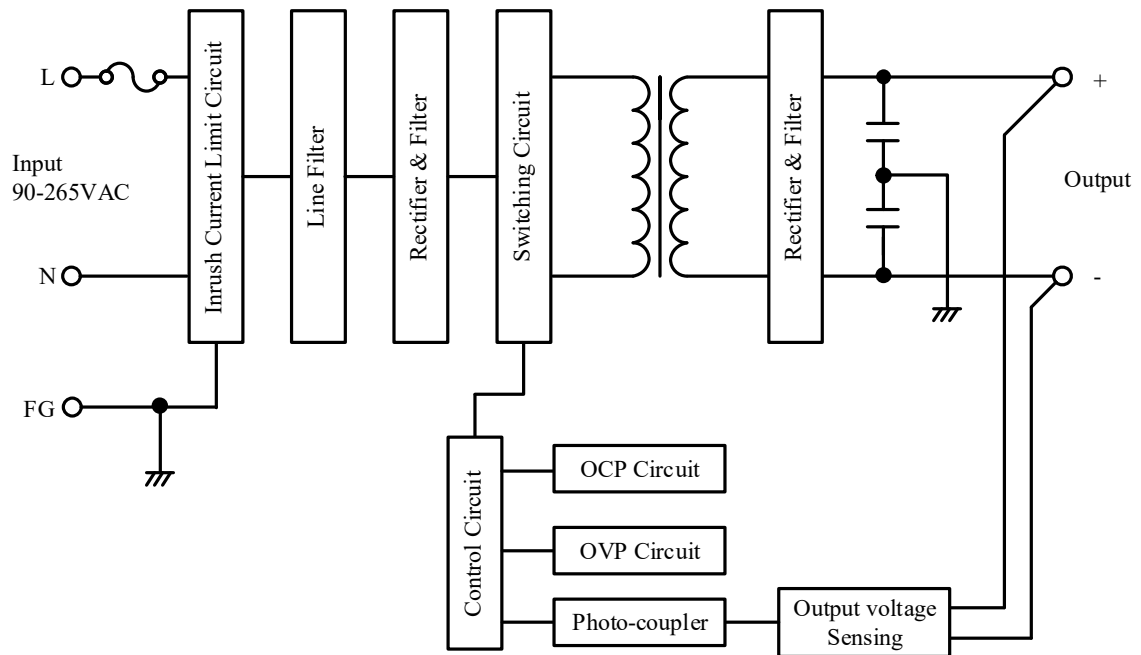 L
Input
90-265VAC
N
FG
Inrush Current Limit Circuit
Line Filter
Rectifier & Filter
Switching Circuit
Rectifier & Filter
+
Output
-
Control Circuit
OCP Circuit
OVP Circuit
Photo-coupler
Output voltage
Sensing